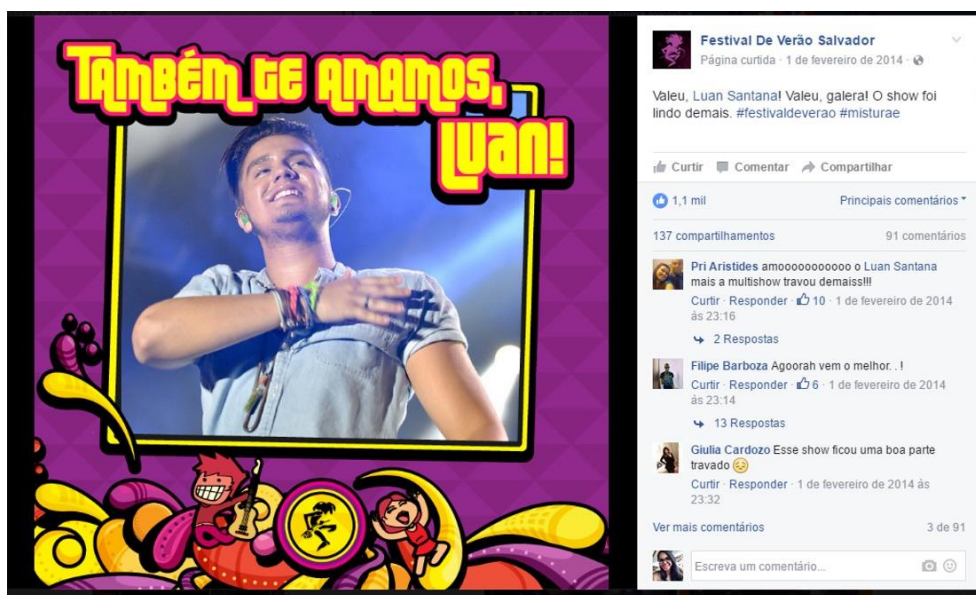 Também te amamos,
Luan!
Festival De Verão Salvador
Página curtida · 1 de fevereiro de 2014 ·
Valeu, Luan Santana! Valeu, galera! O show foi
lindo demais. #festivaldeverao #misturae
Curtir Comentar Compartilhar
1,1 mil Principais comentários
137 compartilhamentos 91 comentários
Pri Aristides amooooooooooo o Luan Santana
mais a multishow travou demaiss!!!
Curtir · Responder · 10 · 1 de fevereiro de 2014
às 23:16
2 Respostas
Filipe Barboza Agoorah vem o melhor. . !
Curtir · Responder · 6 · 1 de fevereiro de 2014
às 23:14
13 Respostas
Giulia Cardozo Esse show ficou uma boa parte
travado
Curtir · Responder · 1 de fevereiro de 2014 às
23:32
Ver mais comentários 3 de 91
Escreva um comentário...